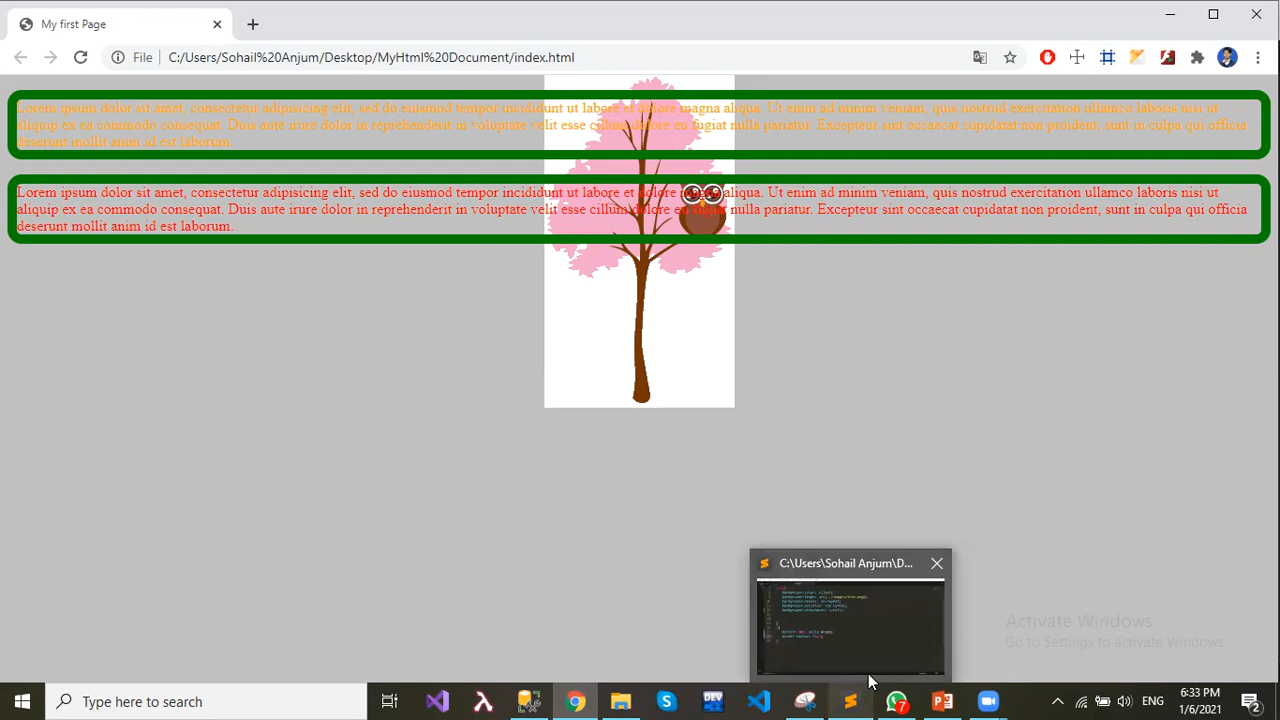 My first Page
File
C:/Users/Sohail%20Anjum/Desktop/MyHtml%20Document/index.html
Lorem ipsum dolor sit amet, consectetur adipisicing elit, sed do eiusmod tempor incididunt ut labore et dolore magna aliqua. Ut enim ad minim veniam, quis nostrud exercitation ullamco laboris nisi ut
aliquip ex ea commodo consequat. Duis aute irure dolor in reprehenderit in voluptate velit esse cillum dolore eu fugiat nulla pariatur. Excepteur sint occaecat cupidatat non proident, sunt in culpa qui officia
deserunt mollit anim id est laborum.
Lorem ipsum dolor sit amet, consectetur adipisicing elit, sed do eiusmod tempor incididunt ut labore et dolore magna aliqua. Ut enim ad minim veniam, quis nostrud exercitation ullamco laboris nisi ut
aliquip ex ea commodo consequat. Duis aute irure dolor in reprehenderit in voluptate velit esse cillum dolore eu fugiat nulla pariatur. Excepteur sint occaecat cupidatat non proident, sunt in culpa qui officia
deserunt mollit anim id est laborum.
C:\Users\Sohail Anjum\D...
Activate Windows
Go to Settings to activate Windows.
Type here to search
DEV
7
ENG
6:33 PM
1/6/2021
2